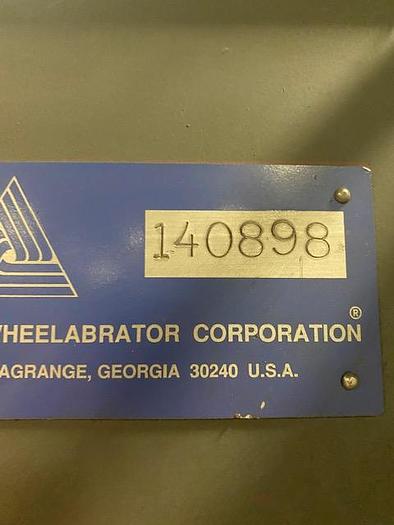 140898
WHEELABRATOR CORPORATION ®
LAGRANGE, GEORGIA 30240 U.S.A.